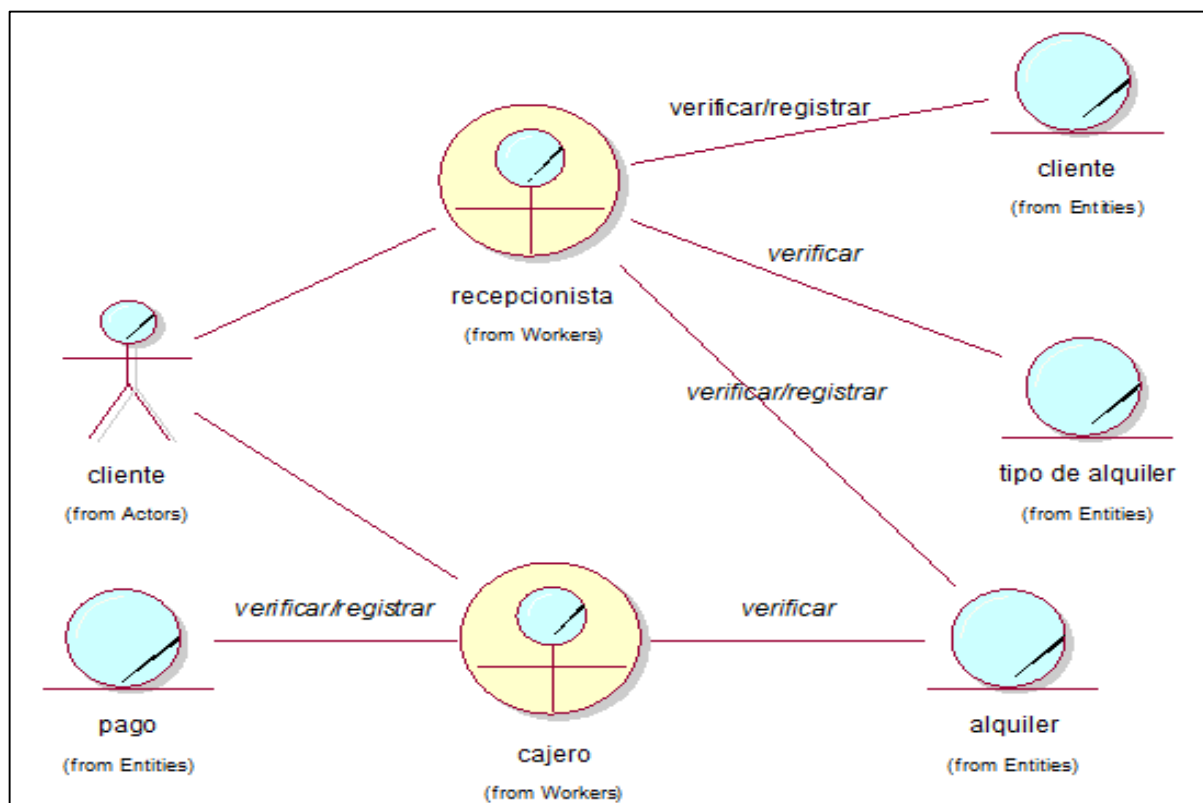 verificar/registrar
cliente
(from Entities)
verificar
recepcionista
(from Workers)
verificar/registrar
cliente
(from Actors)
tipo de alquiler
(from Entities)
verificar/registrar
verificar
pago
(from Entities)
cajero
(from Workers)
alquiler
(from Entities)